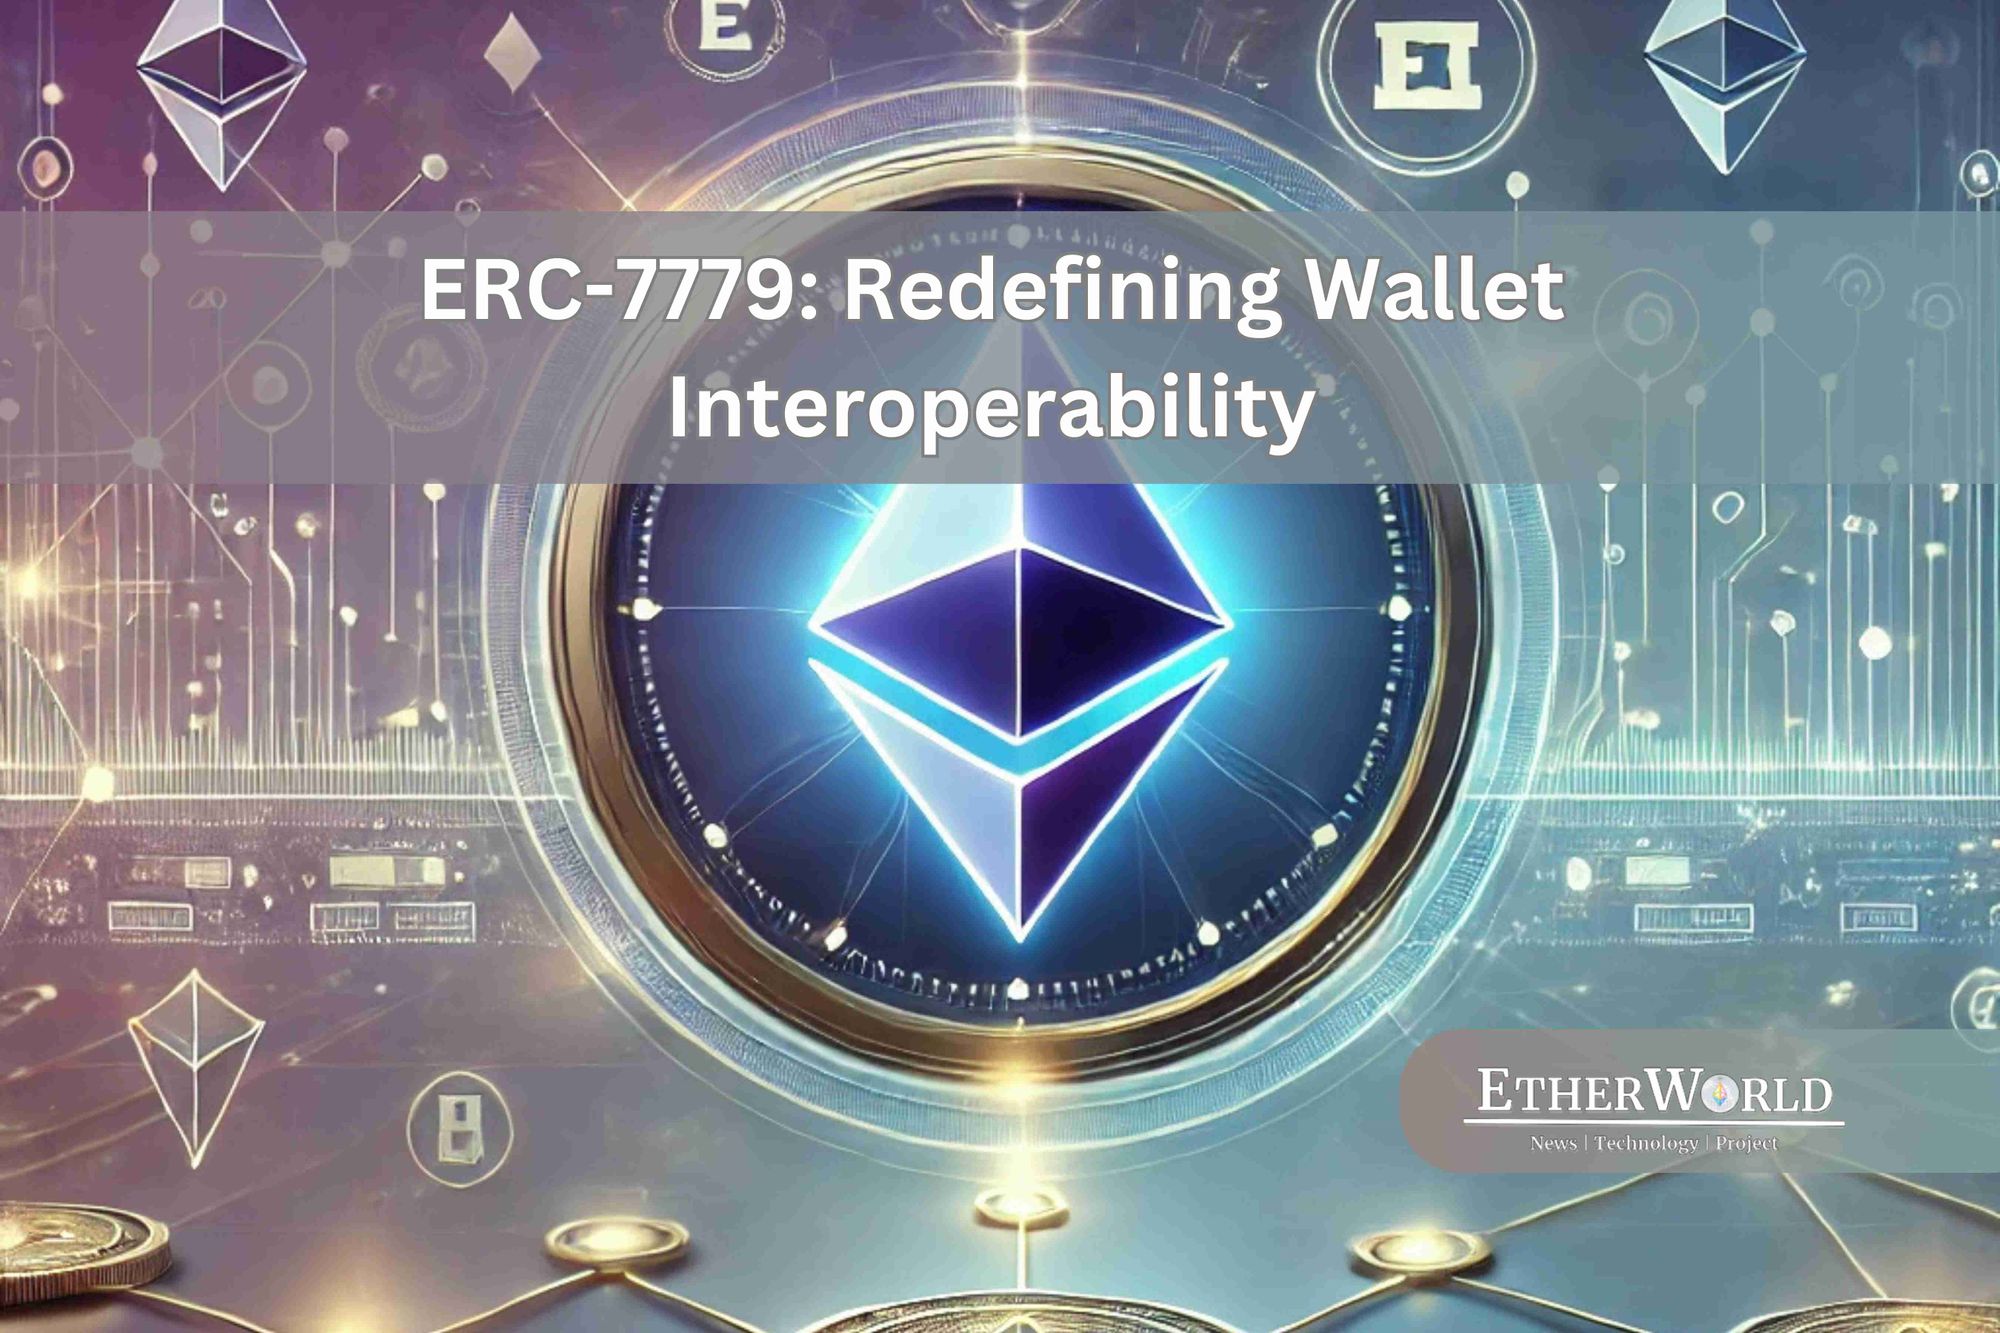 E
ERC-7779: Redefining Wallet
Interoperability
ETHERWORLD
News | Technology | Project